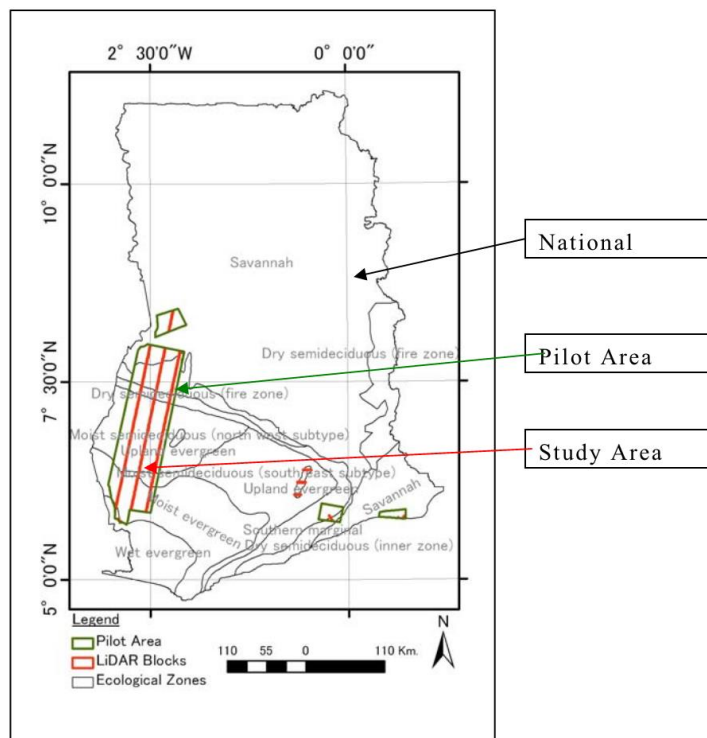 2° 30'0"W 0° 0'0"
10° 0'0"N
Savannah
National
Dry semideciduous (fire zone)
Pilot Area
7° 30'0"N
Dry semideciduous (fire zone)
Moist semideciduous (north west subtype)
Upland evergreen
Study Area
Moist semideciduous (south east subtype)
Upland evergreen
Savannah
Moist evergreen
Southern marginal
Wet evergreen
Dry semideciduous (inner zone)
5° 0'0"N
Legend
Pilot Area
LiDAR Blocks
Ecological Zones
110 55 0 110 Km.
N